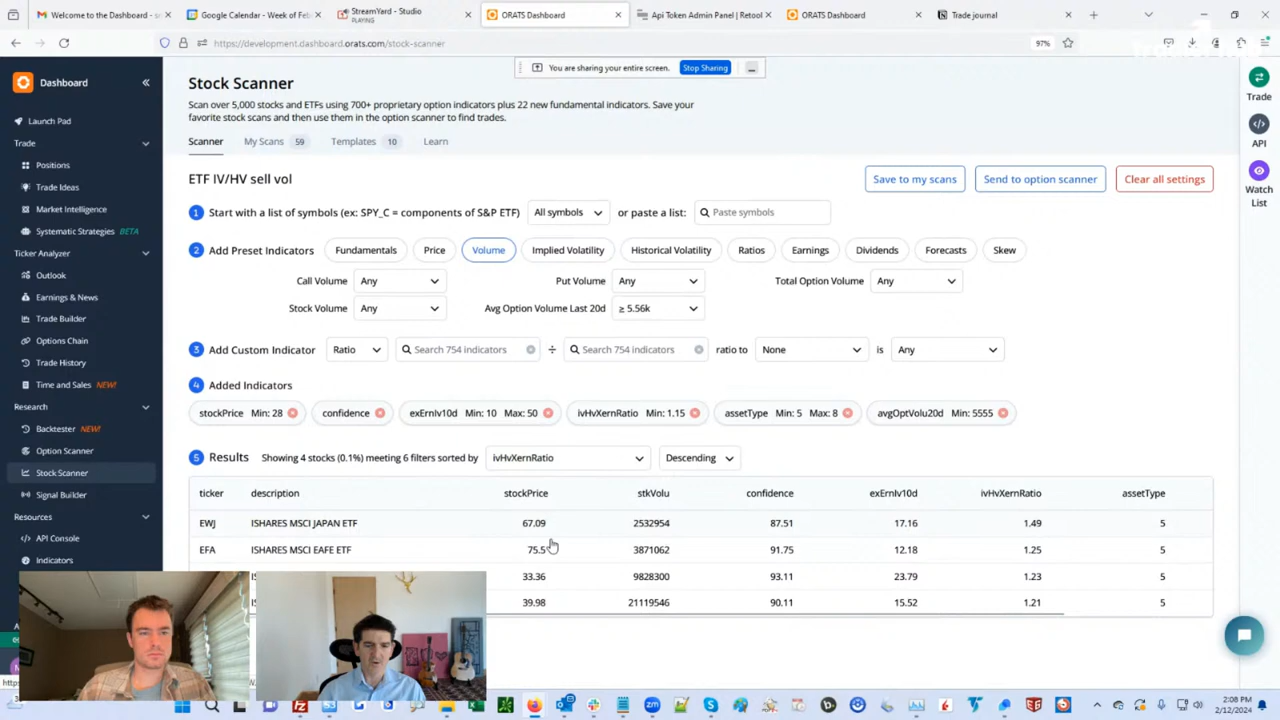 Welcome to the Dashboard - s
Google Calendar - Week of Feb
StreamYard - Studio
PLAYING
ORATS Dashboard
Api Token Admin Panel | Retool
ORATS Dashboard
Trade journal
https://development.dashboard.orats.com/stock-scanner
97%
You are sharing your entire screen. Stop Sharing
Dashboard
Launch Pad
Trade
Positions
Trade Ideas
Market Intelligence
Systematic Strategies BETA
Ticker Analyzer
Outlook
Earnings & News
Trade Builder
Options Chain
Trade History
Time and Sales NEW!
Research
Backtester NEW!
Option Scanner
Stock Scanner
Signal Builder
Resources
API Console
Indicators
Stock Scanner
Scan over 5,000 stocks and ETFs using 700+ proprietary option indicators plus 22 new fundamental indicators. Save your
favorite stock scans and then use them in the option scanner to find trades.
Scanner My Scans 59 Templates 10 Learn
ETF IV/HV sell vol
Save to my scans Send to option scanner Clear all settings
1 Start with a list of symbols (ex: SPY_C = components of S&P ETF) All symbols or paste a list: Paste symbols
2 Add Preset Indicators Fundamentals Price Volume Implied Volatility Historical Volatility Ratios Earnings Dividends Forecasts Skew
Call Volume Any Put Volume Any Total Option Volume Any
Stock Volume Any Avg Option Volume Last 20d ≥ 5.56k
3 Add Custom Indicator Ratio Search 754 indicators ÷ Search 754 indicators ratio to None is Any
4 Added Indicators
stockPrice Min: 28 confidence exErnIv10d Min: 10 Max: 50 ivHvXernRatio Min: 1.15 assetType Min: 5 Max: 8 avgOptVolu20d Min: 5555
5 Results Showing 4 stocks (0.1%) meeting 6 filters sorted by ivHvXernRatio Descending
ticker description stockPrice stkVolu confidence exErnIv10d ivHvXernRatio assetType
EWJ ISHARES MSCI JAPAN ETF 67.09 2532954 87.51 17.16 1.49 5
EFA ISHARES MSCI EAFE ETF 75.5 3871062 91.75 12.18 1.25 5
33.36 9828300 93.11 23.79 1.23 5
39.98 21119546 90.11 15.52 1.21 5
Trade
API
Watch
List
2:08 PM
2/12/2024